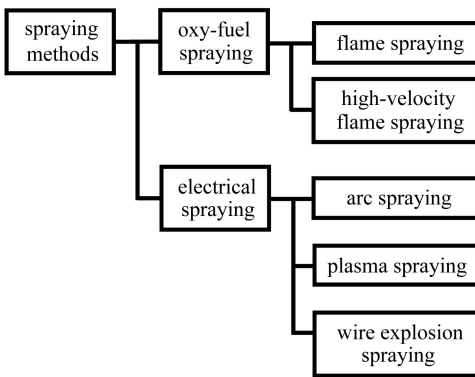 spraying
methods
oxy-fuel
spraying
flame spraying
high-velocity
flame spraying
electrical
spraying
arc spraying
plasma spraying
wire explosion
spraying